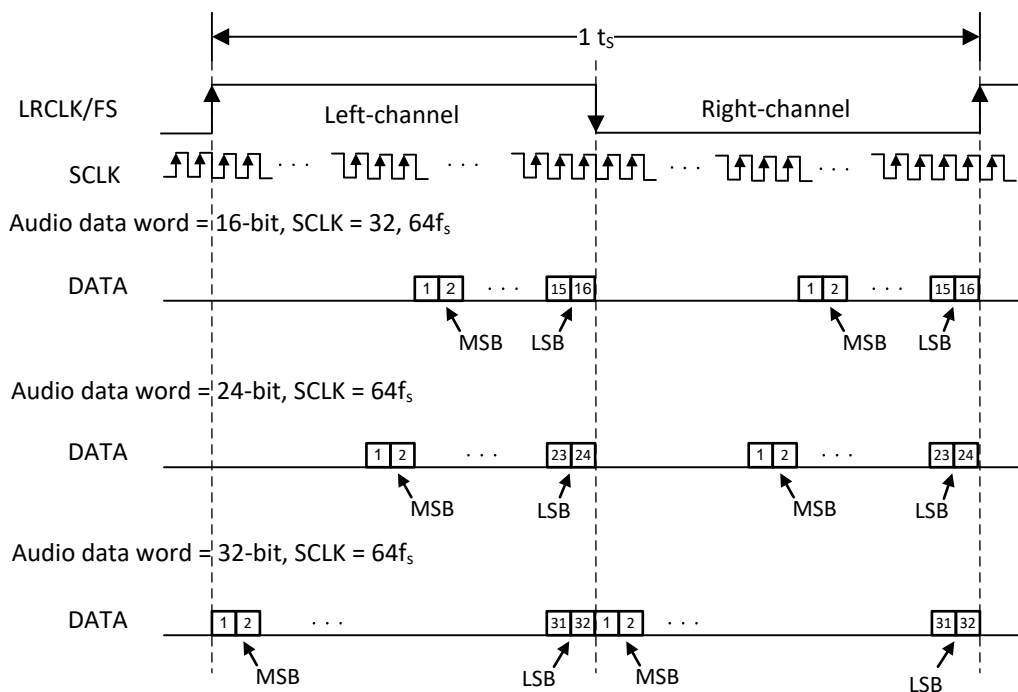 1 tS
LRCLK/FS
Left-channel
Right-channel
SCLK
. . .
. . .
. . .
. . .
Audio data word = 16-bit, SCLK = 32, 64fs
DATA
1 2 . . . 15 16
1 2 . . . 15 16
MSB LSB
MSB LSB
Audio data word = 24-bit, SCLK = 64fs
DATA
1 2 . . . 23 24
1 2 . . . 23 24
MSB LSB
MSB LSB
Audio data word = 32-bit, SCLK = 64fs
DATA
1 2 . . . 31 32
1 2 . . . 31 32
MSB LSB
MSB LSB